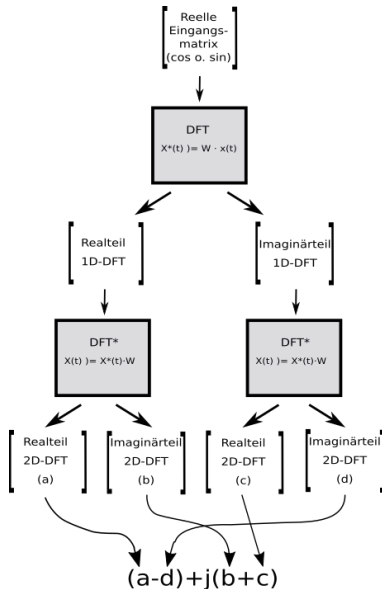 Reelle
Eingangs-
matrix
(cos o. sin)
DFT
X*(t) )= W · x(t)
Realteil
1D-DFT
Imaginärteil
1D-DFT
DFT*
X(t) )= X*(t)·W
DFT*
X(t) )= X*(t)·W
Realteil
2D-DFT
(a)
Imaginärteil
2D-DFT
(b)
Realteil
2D-DFT
(c)
Imaginärteil
2D-DFT
(d)
(a-d)+j(b+c)